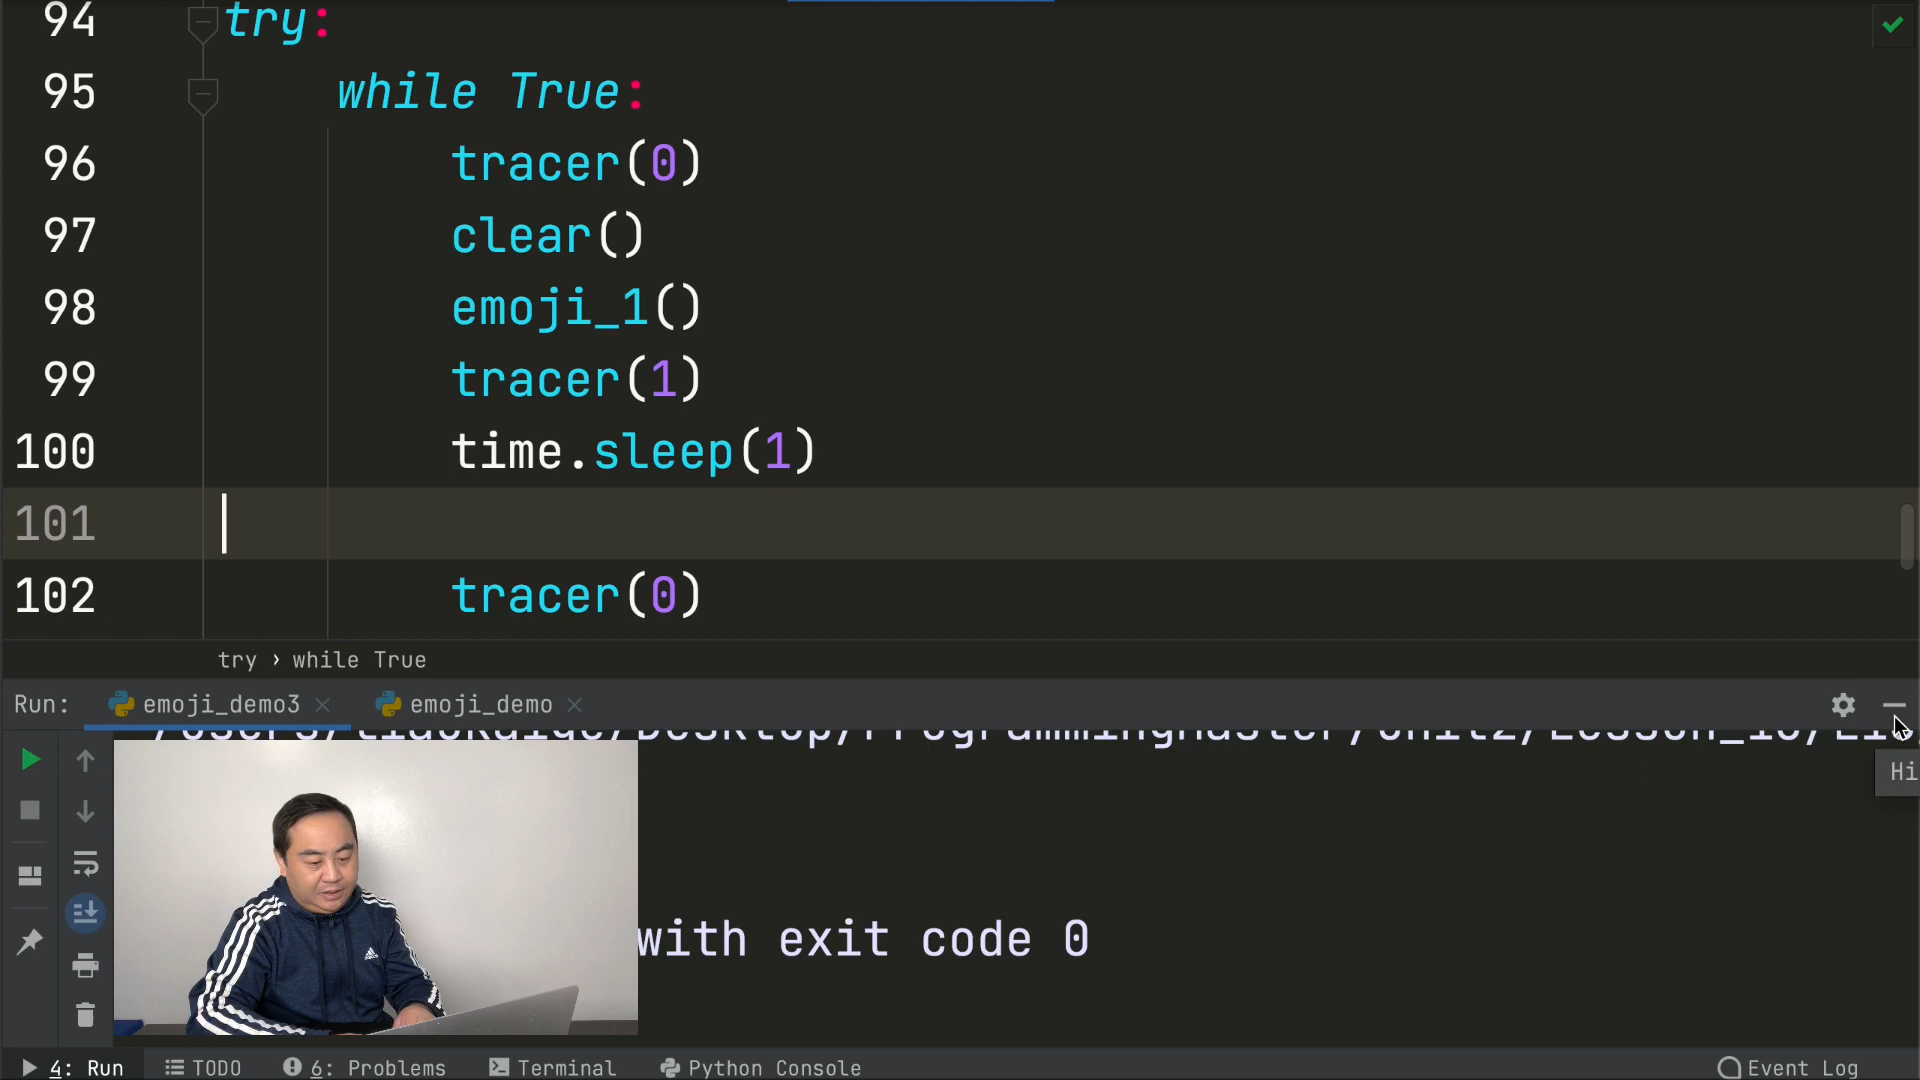 94 try:
95 while True:
96 tracer(0)
97 clear()
98 emoji_1()
99 tracer(1)
100 time.sleep(1)
101
102 tracer(0)
try › while True
Run: emoji_demo3 emoji_demo
Hi
with exit code 0
4: Run TODO 6: Problems Terminal Python Console Event Log